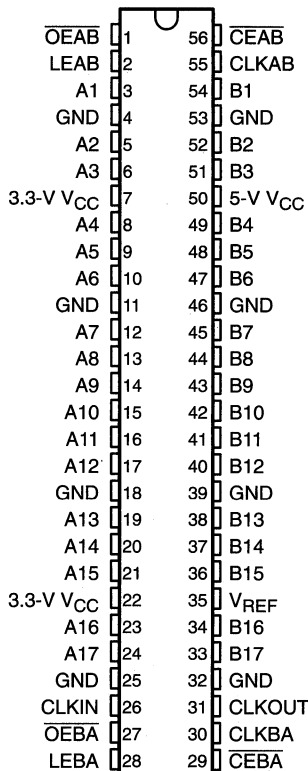 OEAB 1 56 CEAB
LEAB 2 55 CLKAB
A1 3 54 B1
GND 4 53 GND
A2 5 52 B2
A3 6 51 B3
3.3-V VCC 7 50 5-V VCC
A4 8 49 B4
A5 9 48 B5
A6 10 47 B6
GND 11 46 GND
A7 12 45 B7
A8 13 44 B8
A9 14 43 B9
A10 15 42 B10
A11 16 41 B11
A12 17 40 B12
GND 18 39 GND
A13 19 38 B13
A14 20 37 B14
A15 21 36 B15
3.3-V VCC 22 35 VREF
A16 23 34 B16
A17 24 33 B17
GND 25 32 GND
CLKIN 26 31 CLKOUT
OEBA 27 30 CLKBA
LEBA 28 29 CEBA